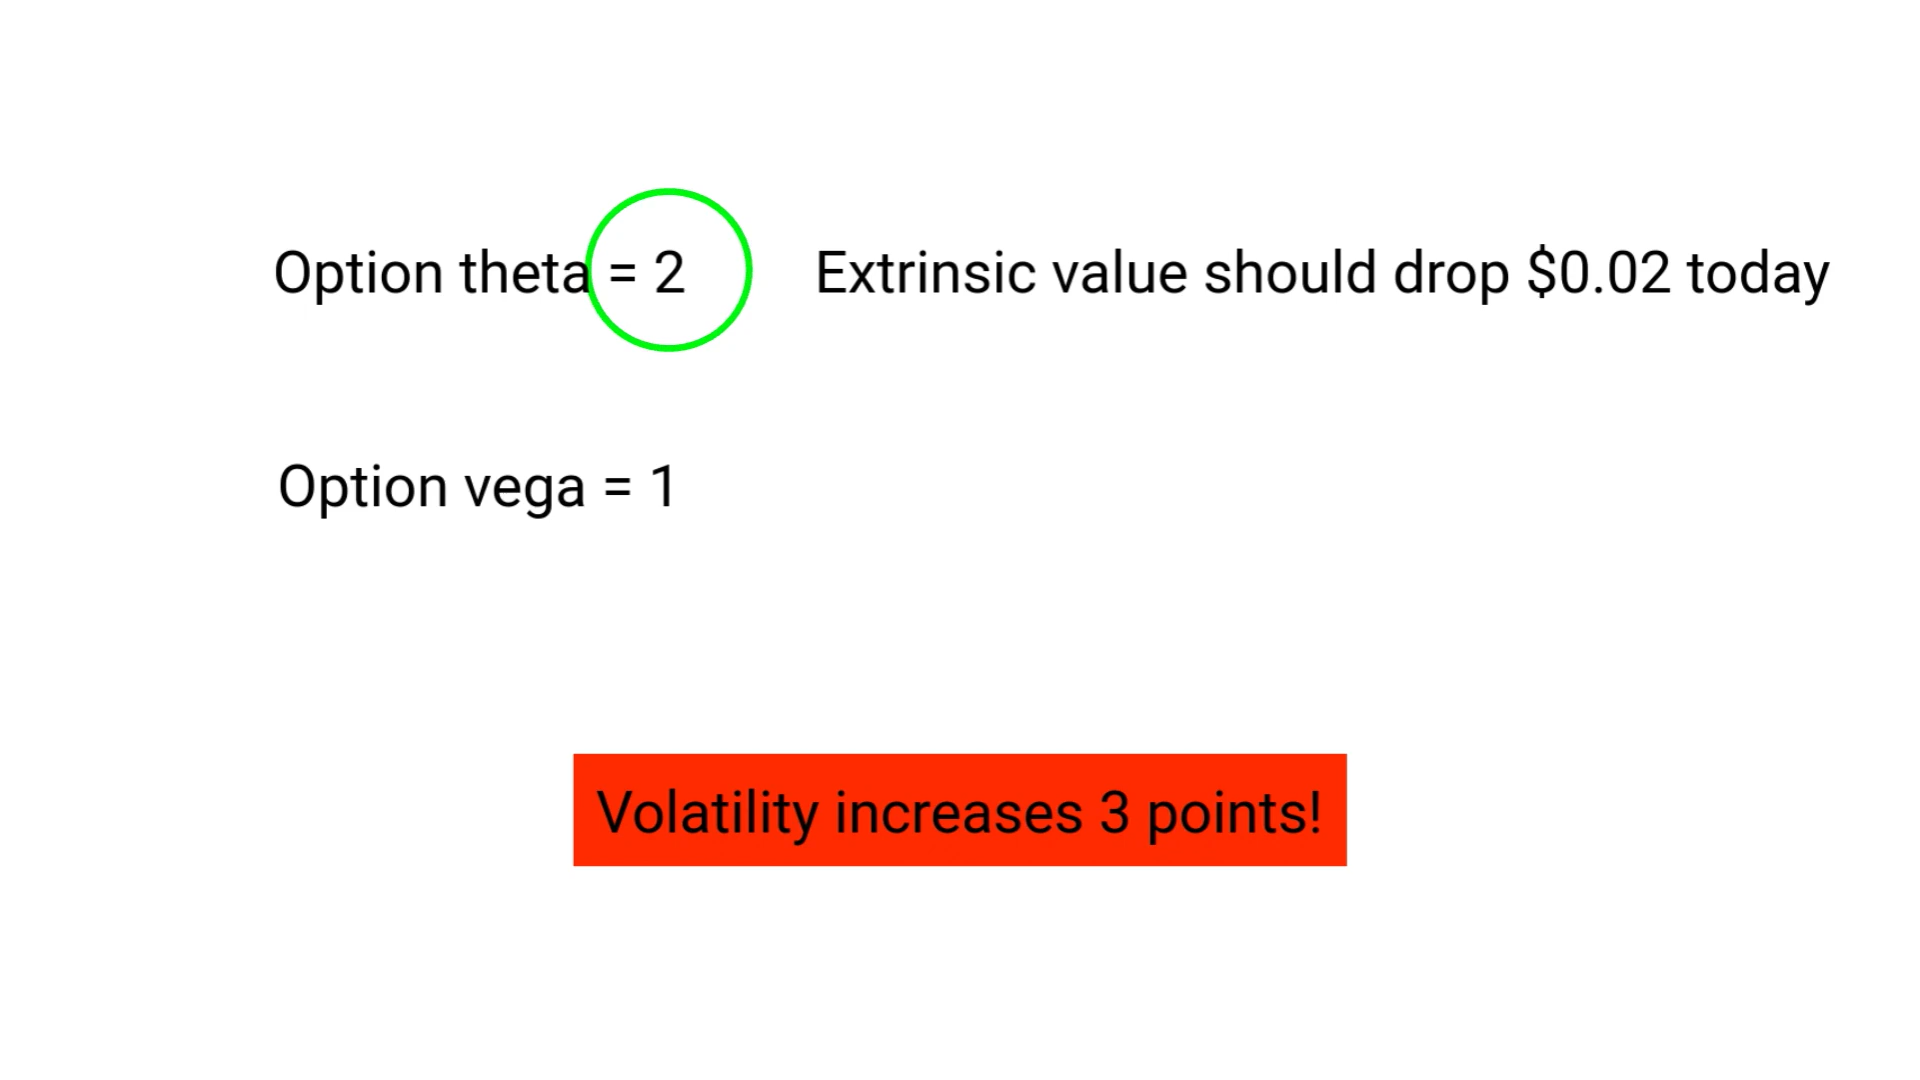 Option theta = 2
Extrinsic value should drop $0.02 today
Option vega = 1
Volatility increases 3 points!